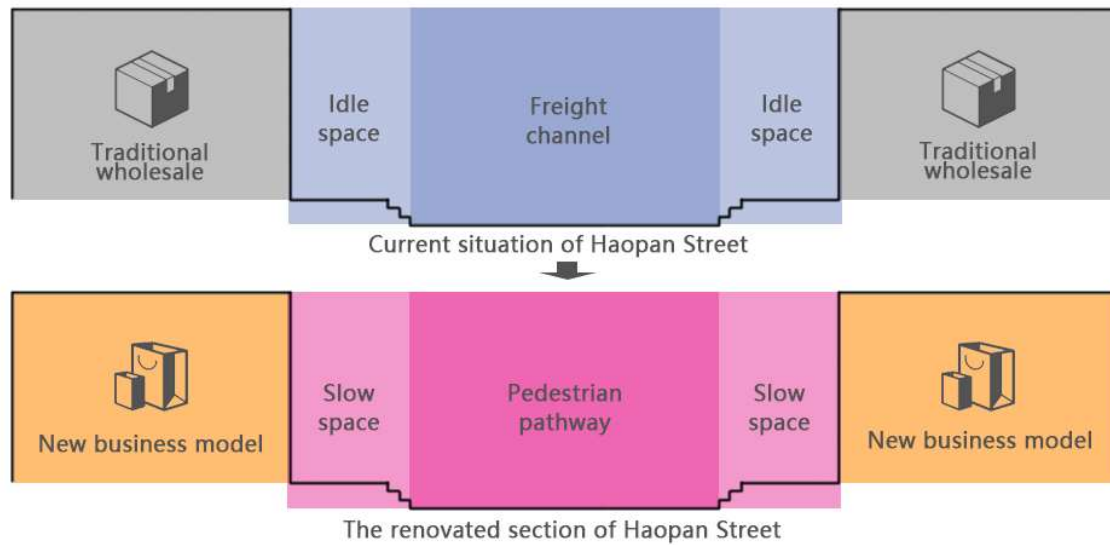 Traditional
wholesale
Idle
space
Freight
channel
Idle
space
Traditional
wholesale
Current situation of Haopan Street
New business model
Slow
space
Pedestrian
pathway
Slow
space
New business model
The renovated section of Haopan Street